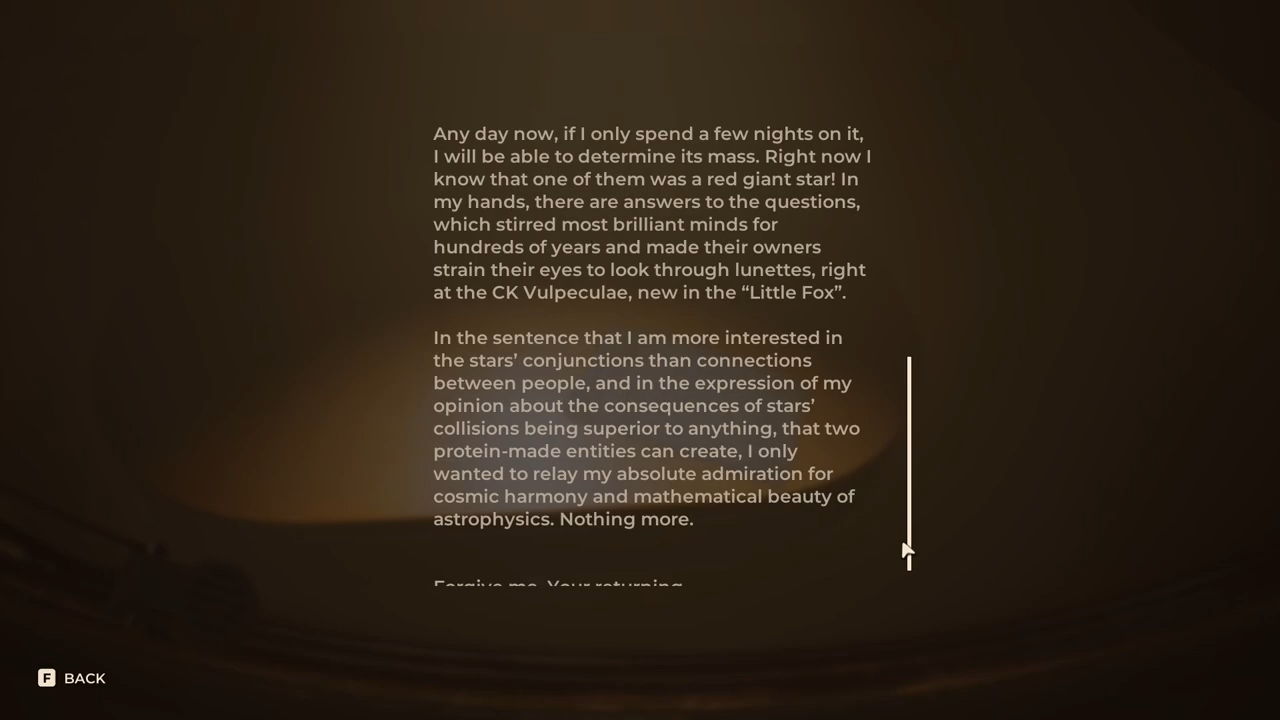 Any day now, if I only spend a few nights on it,
I will be able to determine its mass. Right now I
know that one of them was a red giant star! In
my hands, there are answers to the questions,
which stirred most brilliant minds for
hundreds of years and made their owners
strain their eyes to look through lunettes, right
at the CK Vulpeculae, new in the “Little Fox”.
In the sentence that I am more interested in
the stars’ conjunctions than connections
between people, and in the expression of my
opinion about the consequences of stars’
collisions being superior to anything, that two
protein-made entities can create, I only
wanted to relay my absolute admiration for
cosmic harmony and mathematical beauty of
astrophysics. Nothing more.
Forgive me. Your returning
F BACK